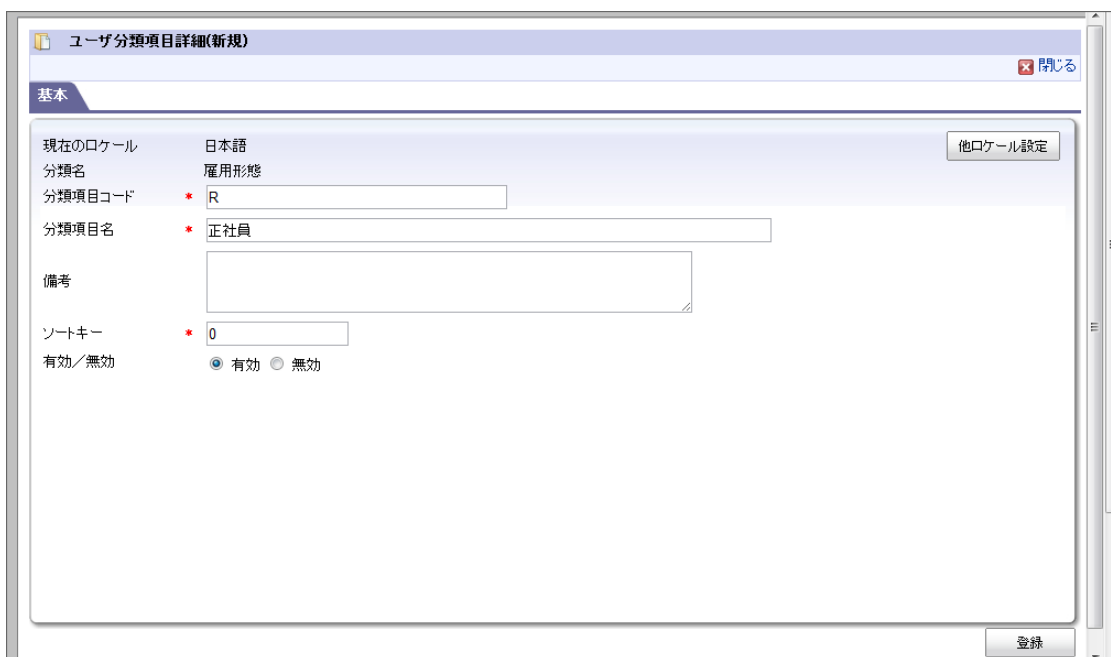 ユーザ分類項目詳細(新規)
閉じる
基本
現在のロケール 日本語 他ロケール設定
分類名 雇用形態
分類項目コード * R
分類項目名 * 正社員
備考
ソートキー * 0
有効／無効 有効 無効
登録